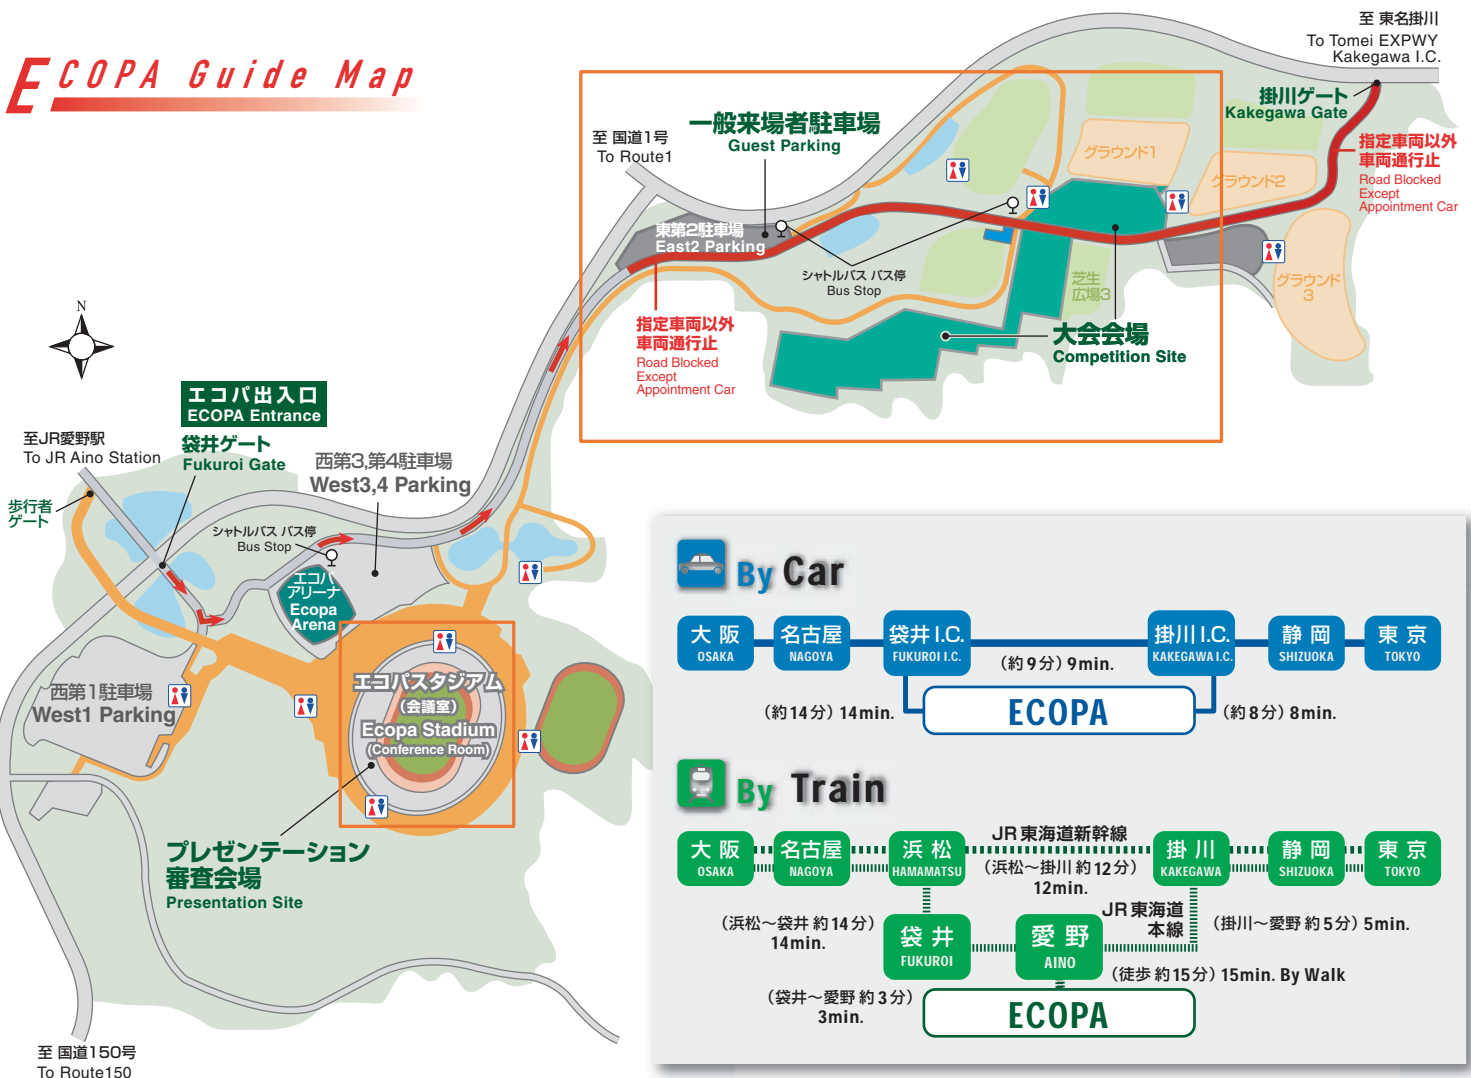 ECOPA Guide Map
至 東名掛川
To Tomei EXPWY
Kakegawa I.C.
掛川ゲート
Kakegawa Gate
指定車両以外
車両通行止
Road Blocked
Except
Appointment Car
至 国道1号
To Route1
一般来場者駐車場
Guest Parking
グラウンド1
グラウンド2
グラウンド
3
東第2駐車場
East2 Parking
シャトルバス バス停
Bus Stop
芝生
広場3
指定車両以外
車両通行止
Road Blocked
Except
Appointment Car
大会会場
Competition Site
N
エコパ出入口
ECOPA Entrance
至JR愛野駅
To JR Aino Station
袋井ゲート
Fukuroi Gate
西第3,第4駐車場
West3,4 Parking
歩行者
ゲート
シャトルバス バス停
Bus Stop
エコパ
アリーナ
Ecopa
Arena
西第1駐車場
West1 Parking
エコパスタジアム
(会議室)
Ecopa Stadium
(Conference Room)
プレゼンテーション
審査会場
Presentation Site
至 国道150号
To Route150
By Car
大阪
OSAKA
名古屋
NAGOYA
袋井I.C.
FUKUROI I.C.
(約9分) 9min.
掛川I.C.
KAKEGAWA I.C.
静岡
SHIZUOKA
東京
TOKYO
(約14分) 14min.
ECOPA
(約8分) 8min.
By Train
大阪
OSAKA
名古屋
NAGOYA
浜松
HAMAMATSU
JR東海道新幹線
(浜松～掛川 約12分)
12min.
掛川
KAKEGAWA
静岡
SHIZUOKA
東京
TOKYO
(浜松～袋井 約14分)
14min.
袋井
FUKUROI
愛野
AINO
JR東海道
本線
(掛川～愛野 約5分) 5min.
(徒歩 約15分) 15min. By Walk
(袋井～愛野 約3分)
3min.
ECOPA